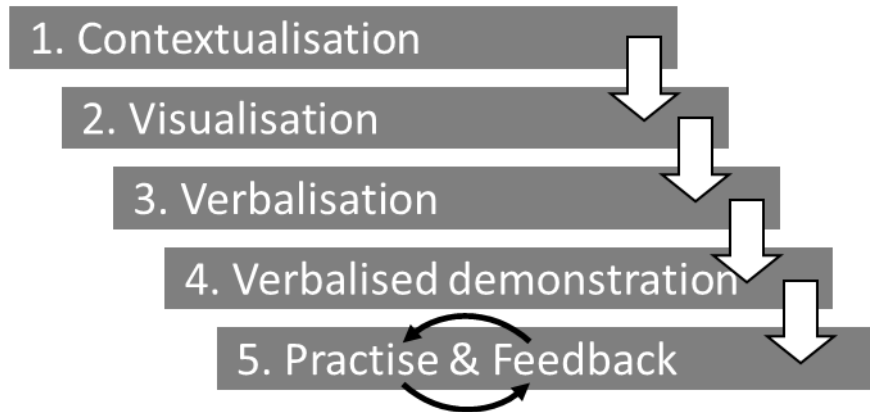 1. Contextualisation
2. Visualisation
3. Verbalisation
4. Verbalised demonstration
5. Practise & Feedback